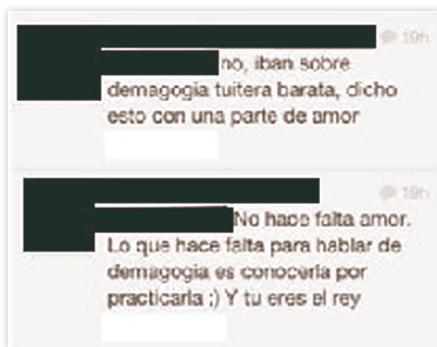 19h
no, iban sobre
demagogia tuitera barata, dicho
esto con una parte de amor
19h
No hace falta amor.
Lo que hace falta para hablar de
demagogia es conocerla por
practicarla ;) Y tu eres el rey